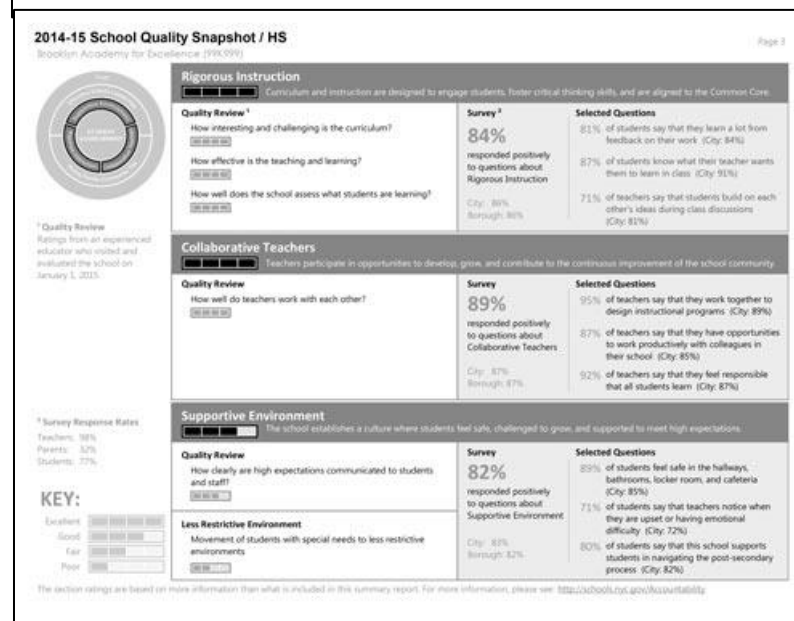 2014-15 School Quality Snapshot / HS
Page 3
Brooklyn Academy for Excellence (99K999)
Rigorous Instruction
Curriculum and instruction are designed to engage students, foster critical thinking skills, and are aligned to the Common Core.
Quality Review ¹
How interesting and challenging is the curriculum?
How effective is the teaching and learning?
How well does the school assess what students are learning?
Survey ²
84%
responded positively
to questions about
Rigorous Instruction
City: 86%
Borough: 86%
Selected Questions
81% of students say that they learn a lot from
feedback on their work (City: 84%)
87% of students know what their teacher wants
them to learn in class (City: 91%)
71% of teachers say that students build on each
other's ideas during class discussions
(City: 81%)
¹ Quality Review
Ratings from an experienced
educator who visited and
evaluated the school on
January 1, 2015.
Collaborative Teachers
Teachers participate in opportunities to develop, grow, and contribute to the continuous improvement of the school community.
Quality Review
How well do teachers work with each other?
Survey
89%
responded positively
to questions about
Collaborative Teachers
City: 87%
Borough: 87%
Selected Questions
95% of teachers say that they work together to
design instructional programs (City: 89%)
87% of teachers say that they have opportunities
to work productively with colleagues in
their school (City: 85%)
92% of teachers say that they feel responsible
that all students learn (City: 87%)
Supportive Environment
The school establishes a culture where students feel safe, challenged to grow, and supported to meet high expectations.
Quality Review
How clearly are high expectations communicated to students
and staff?
Less Restrictive Environment
Movement of students with special needs to less restrictive
environments
Survey
82%
responded positively
to questions about
Supportive Environment
City: 83%
Borough: 82%
Selected Questions
89% of students feel safe in the hallways,
bathrooms, locker room, and cafeteria
(City: 85%)
71% of students say that teachers notice when
they are upset or having emotional
difficulty (City: 72%)
80% of students say that this school supports
students in navigating the post-secondary
process (City: 82%)
² Survey Response Rates
Teachers: 98%
Parents: 32%
Students: 77%
KEY:
Excellent
Good
Fair
Poor
The section ratings are based on more information than what is included in this summary report. For more information, please see: http://schools.nyc.gov/Accountability